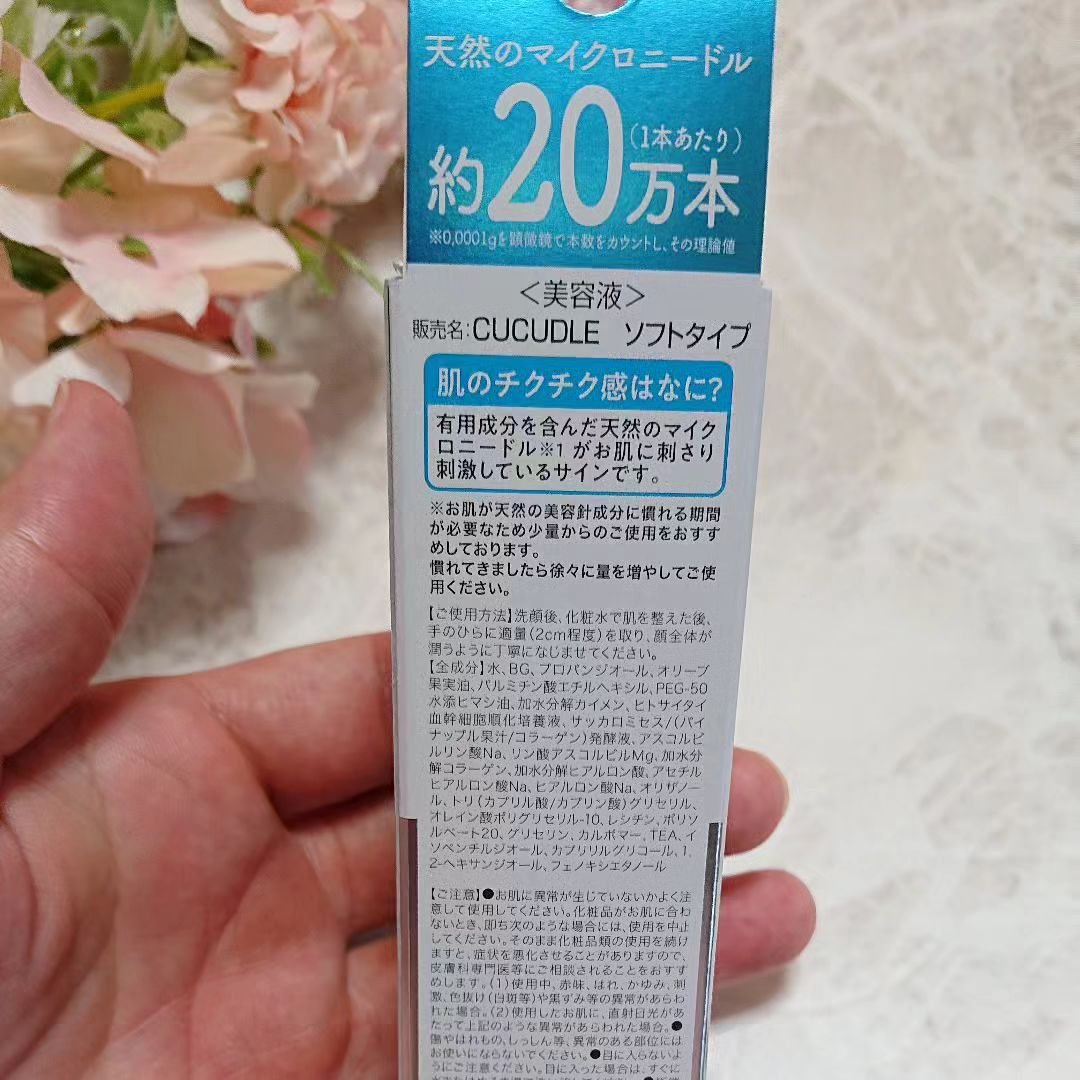 天然のマイクロニードル
(1本あたり)
約20万本
※0,0001gを顕微鏡で本数をカウントし、その理論値
<美容液>
販売名:CUCUDLE ソフトタイプ
肌のチクチク感はなに?
有用成分を含んだ天然のマイク
ロニードル※1 がお肌に刺さり
刺激しているサインです。
※お肌が天然の美容針成分に慣れる期間
が必要なため少量からのご使用をおすす
めしております。
慣れてきましたら徐々に量を増やしてご使
用ください。
【ご使用方法】洗顔後、化粧水で肌を整えた後、
手のひらに適量(2cm程度)を取り、顔全体が
潤うように丁寧になじませてください。
【全成分】水、BG、プロパンジオール、オリーブ
果実油、パルミチン酸エチルヘキシル、PEG-50
水添ヒマシ油、加水分解カイメン、ヒトサイタイ
血幹細胞順化培養液、サッカロミセス/(パイ
ナップル果汁/コラーゲン)発酵液、アスコルビ
ルリン酸Na、リン酸アスコルビルMg、加水分
解コラーゲン、加水分解ヒアルロン酸、アセチル
ヒアルロン酸Na、ヒアルロン酸Na、オリザノー
ル、トリ(カプリル酸/カプリン酸)グリセリル、
オレイン酸ポリグリセリル-10、レシチン、ポリソ
ルベート20、グリセリン、カルボマー、TEA、イ
ソペンチルジオール、カプリリルグリコール、1,
2-ヘキサンジオール、フェノキシエタノール
【ご注意】●お肌に異常が生じていないかよく注
意して使用してください。化粧品がお肌に合わ
ないとき、即ち次のような場合には、使用を中止
してください。そのまま化粧品類の使用を続け
ますと、症状を悪化させることがありますので、
皮膚科専門医等にご相談されることをおすす
めします。(1)使用中、赤味、はれ、かゆみ、刺
激、色抜け(白斑等)や黒ずみ等の異常があらわ
れた場合。(2)使用したお肌に、直射日光があ
たって上記のような異常があらわれた場合。●
傷やはれもの、しっしん等、異常のある部位には
お使いにならないでください。●目に入らないよ
うにご注意ください。目に入った場合は、すぐに